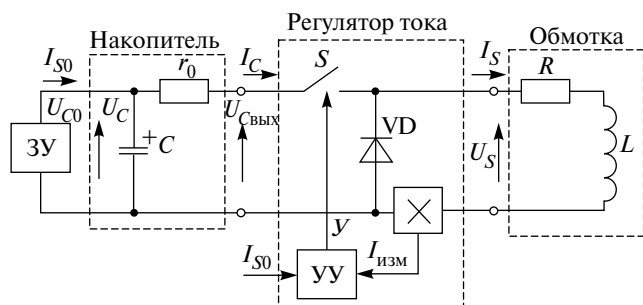 Регулятор тока
Накопитель
Обмотка
I_{S0}
r_0
I_C
S
I_S
R
U_{C0}
U_C
U_{Cвых}
ЗУ
+
C
VD
U_S
L
У
I_{S0}
УУ
I_{изм}